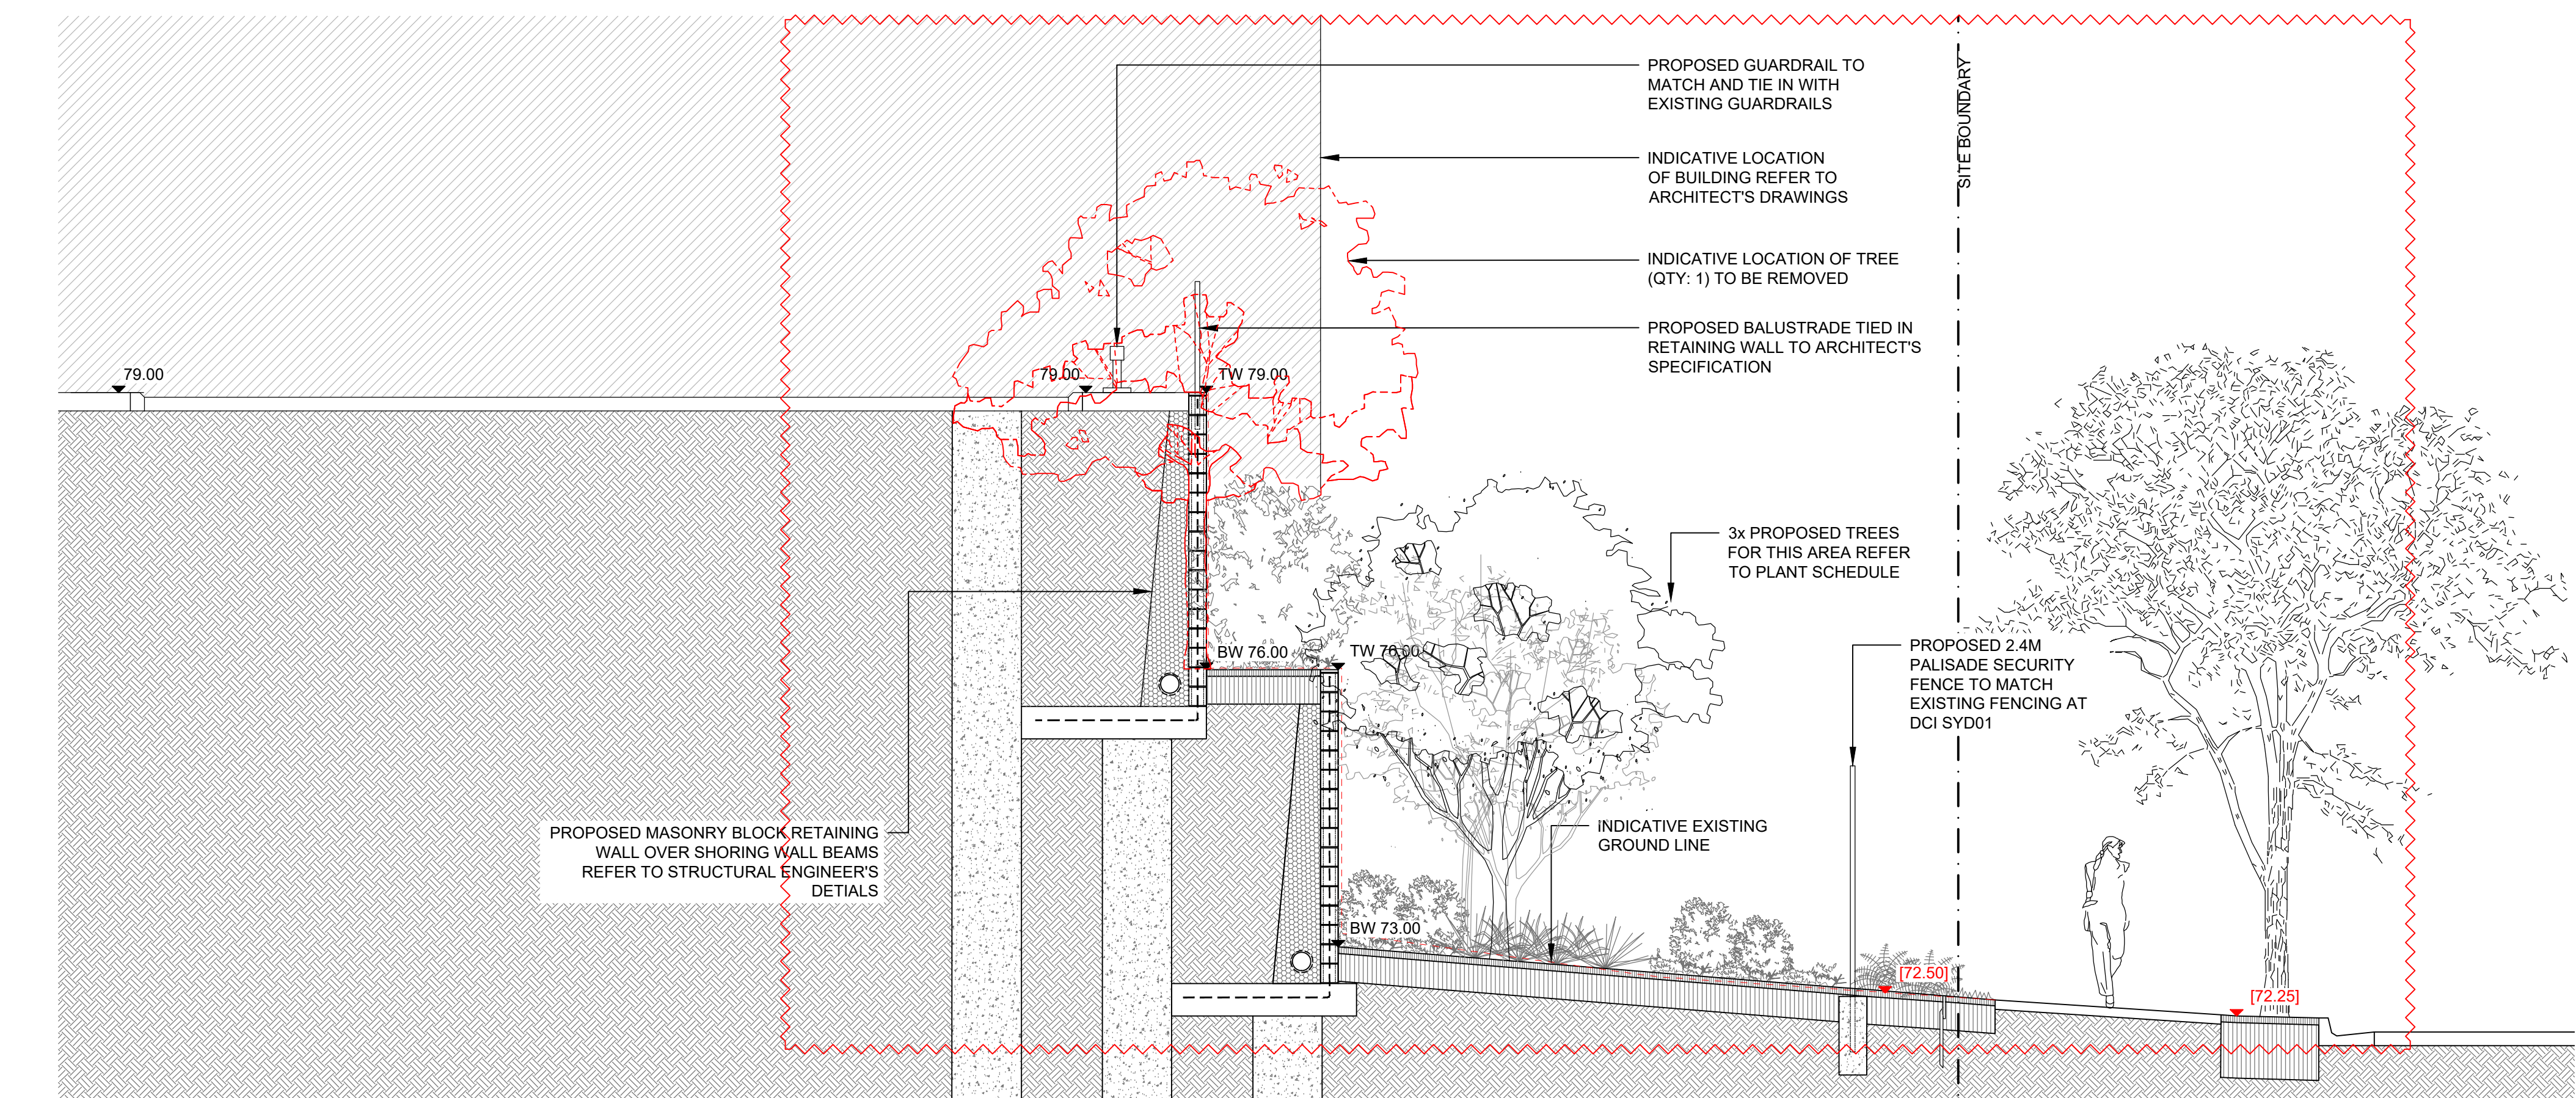 PROPOSED GUARDRAIL TO
MATCH AND TIE IN WITH
EXISTING GUARDRAILS
SITE BOUNDARY
INDICATIVE LOCATION
OF BUILDING REFER TO
ARCHITECT'S DRAWINGS
INDICATIVE LOCATION OF TREE
(QTY: 1) TO BE REMOVED
PROPOSED BALUSTRADE TIED IN
RETAINING WALL TO ARCHITECT'S
SPECIFICATION
79.00
79.00
TW 79.00
3x PROPOSED TREES
FOR THIS AREA REFER
TO PLANT SCHEDULE
BW 76.00
TW 76.00
PROPOSED 2.4M
PALISADE SECURITY
FENCE TO MATCH
EXISTING FENCING AT
DCI SYD01
PROPOSED MASONRY BLOCK RETAINING
WALL OVER SHORING WALL BEAMS
REFER TO STRUCTURAL ENGINEER'S
DETIALS
INDICATIVE EXISTING
GROUND LINE
BW 73.00
[72.50]
[72.25]